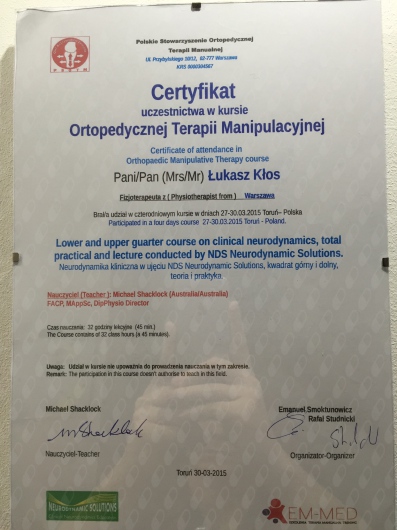 Polskie Stowarzyszenie Ortopedycznej
Terapii Manualnej
02-777 Warszawa
Certyfikat
uczestnictwa w kursie
Ortopedycznej Terapii Manipulacyjnej
Certificate of attendance in
Orthopaedic Manipulative Therapy course
Pani/Pan (Mrs/Mr) Łukasz Kłos
Fizjoterapeuta z ( Physiotherapist from ) Warszawa
Brał/a udział w czterodniowym kursie w dniach 27-30.03.2015 Toruń– Polska
Participated in a four days course 27-30.03.2015 Toruń - Poland.
Lower and upper quarter course on clinical neurodynamics, total
practical and lecture conducted by NDS Neurodynamic Solutions.
Neurodynamika kliniczna w ujęciu NDS Neurodynamic Solutions, kwadrat górny i dolny,
teoria i praktyka
Nauczyciel (Teacher ): Michael Shacklock (Australia/Australia)
FACP, MAppSc, DipPhysio Director
Czas nauczania: 32 godziny lekcyjne (45 min.)
The Course contains of 32 class hours (a 45 minutes).
Uwaga: Udział w kursie nie upoważnia do prowadzenia nauczania w tym zakresie.
Remark: The participation in this course doesn't authorise to teach in this field.
Michael Shacklock
Emanuel Smoktunowicz
Rafał Studnicki
Nauczyciel-Teacher
Organizator-Organizer
Toruń 30-03-2015
NEURODYNAMIC SOLUTIONS
EM-MED